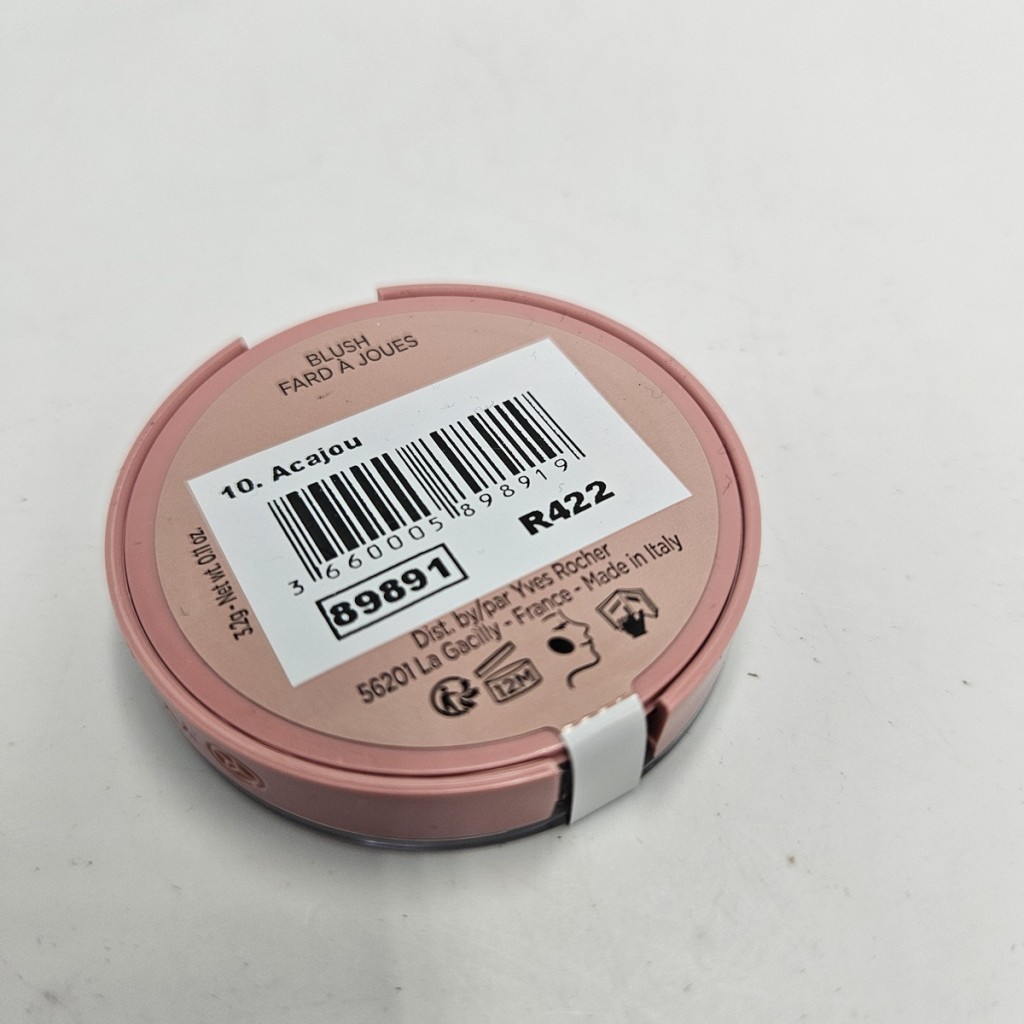 BLUSH
FARD À JOUES
10. Acajou
3 660005 898919
89891
R422
3.2g - Net wt. 0.11 oz.
Dist. by/par Yves Rocher
56201 La Gacilly - France - Made in Italy
12M